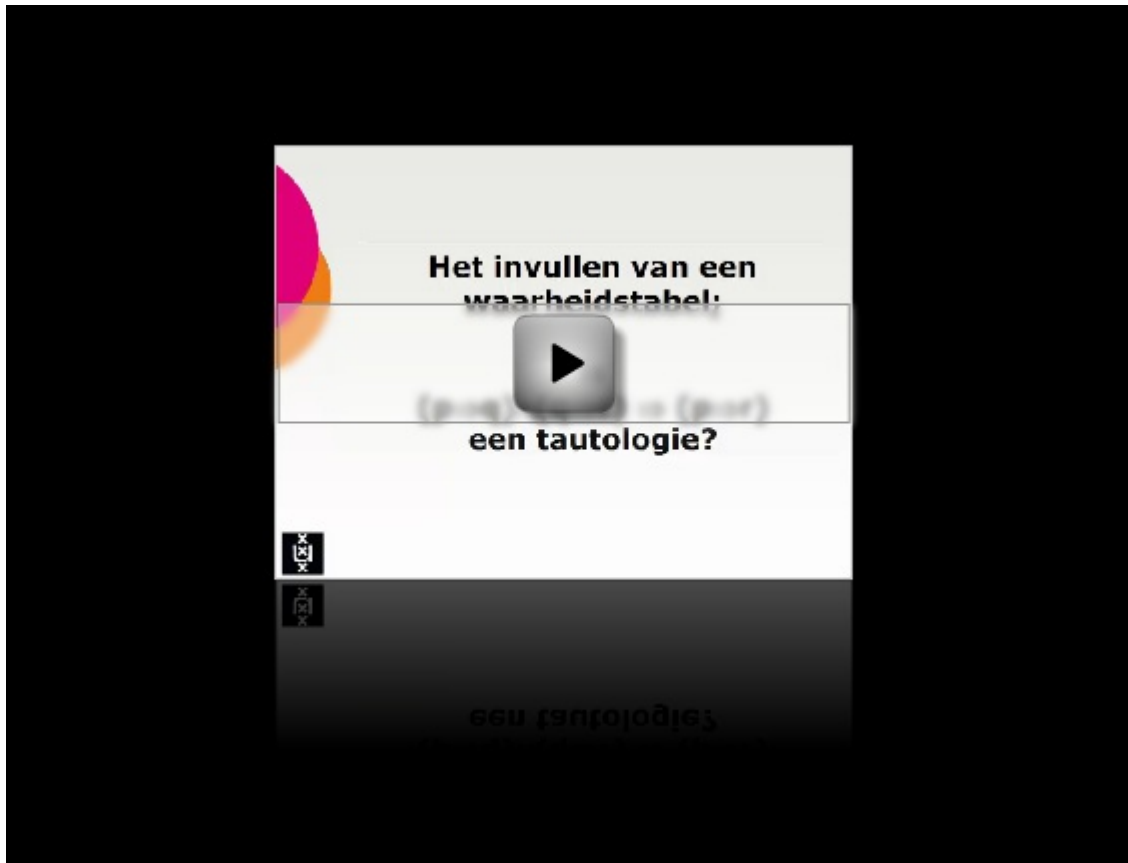 Het invullen van een
waarheidstabel:
(p⇒q) ⇒ (p⇒r)
een tautologie?